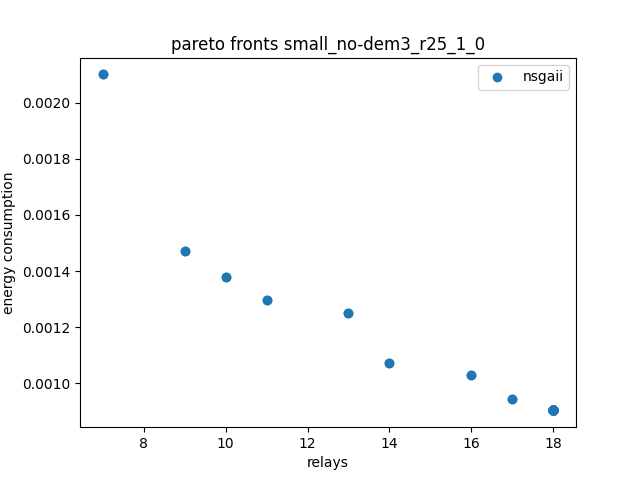 pareto fronts small_no-dem3_r25_1_0
nsgaii
0.0020
0.0018
0.0016
0.0014
0.0012
0.0010
energy consumption
8 10 12 14 16 18
relays